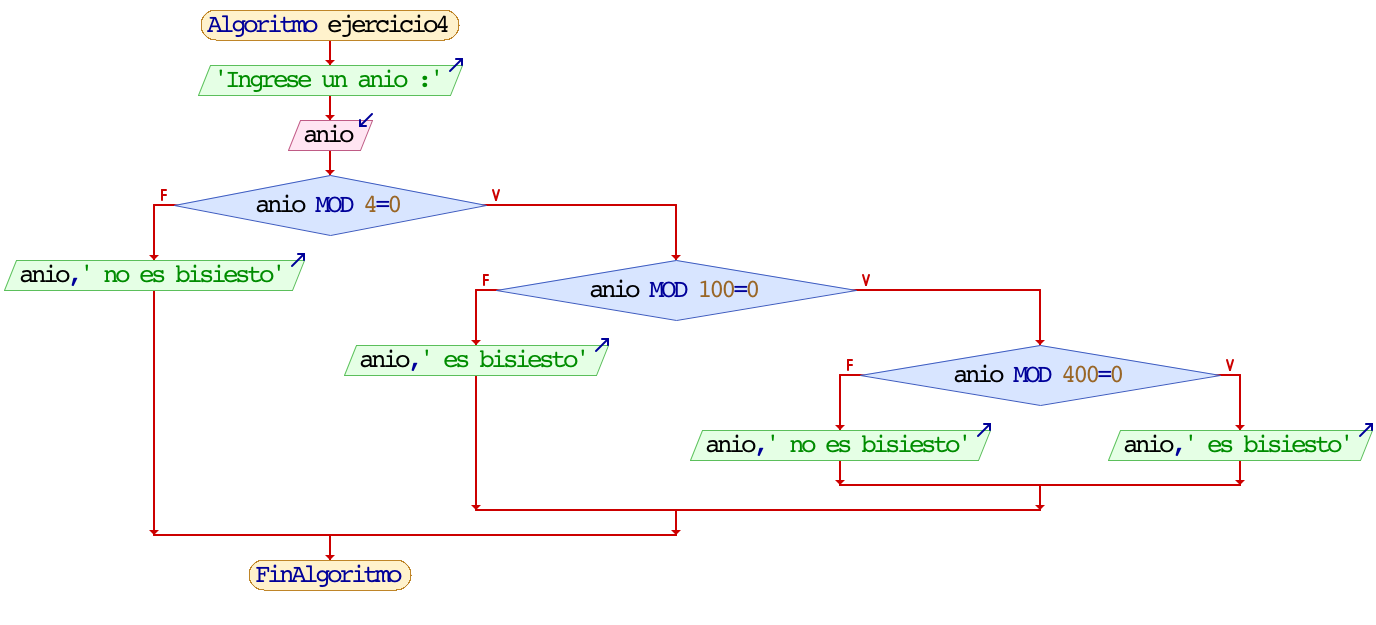 Algoritmo ejercicio4
'Ingrese un anio :'
anio
F
V
anio MOD 4=0
anio,' no es bisiesto'
F
V
anio MOD 100=0
anio,' es bisiesto'
F
V
anio MOD 400=0
anio,' no es bisiesto'
anio,' es bisiesto'
FinAlgoritmo